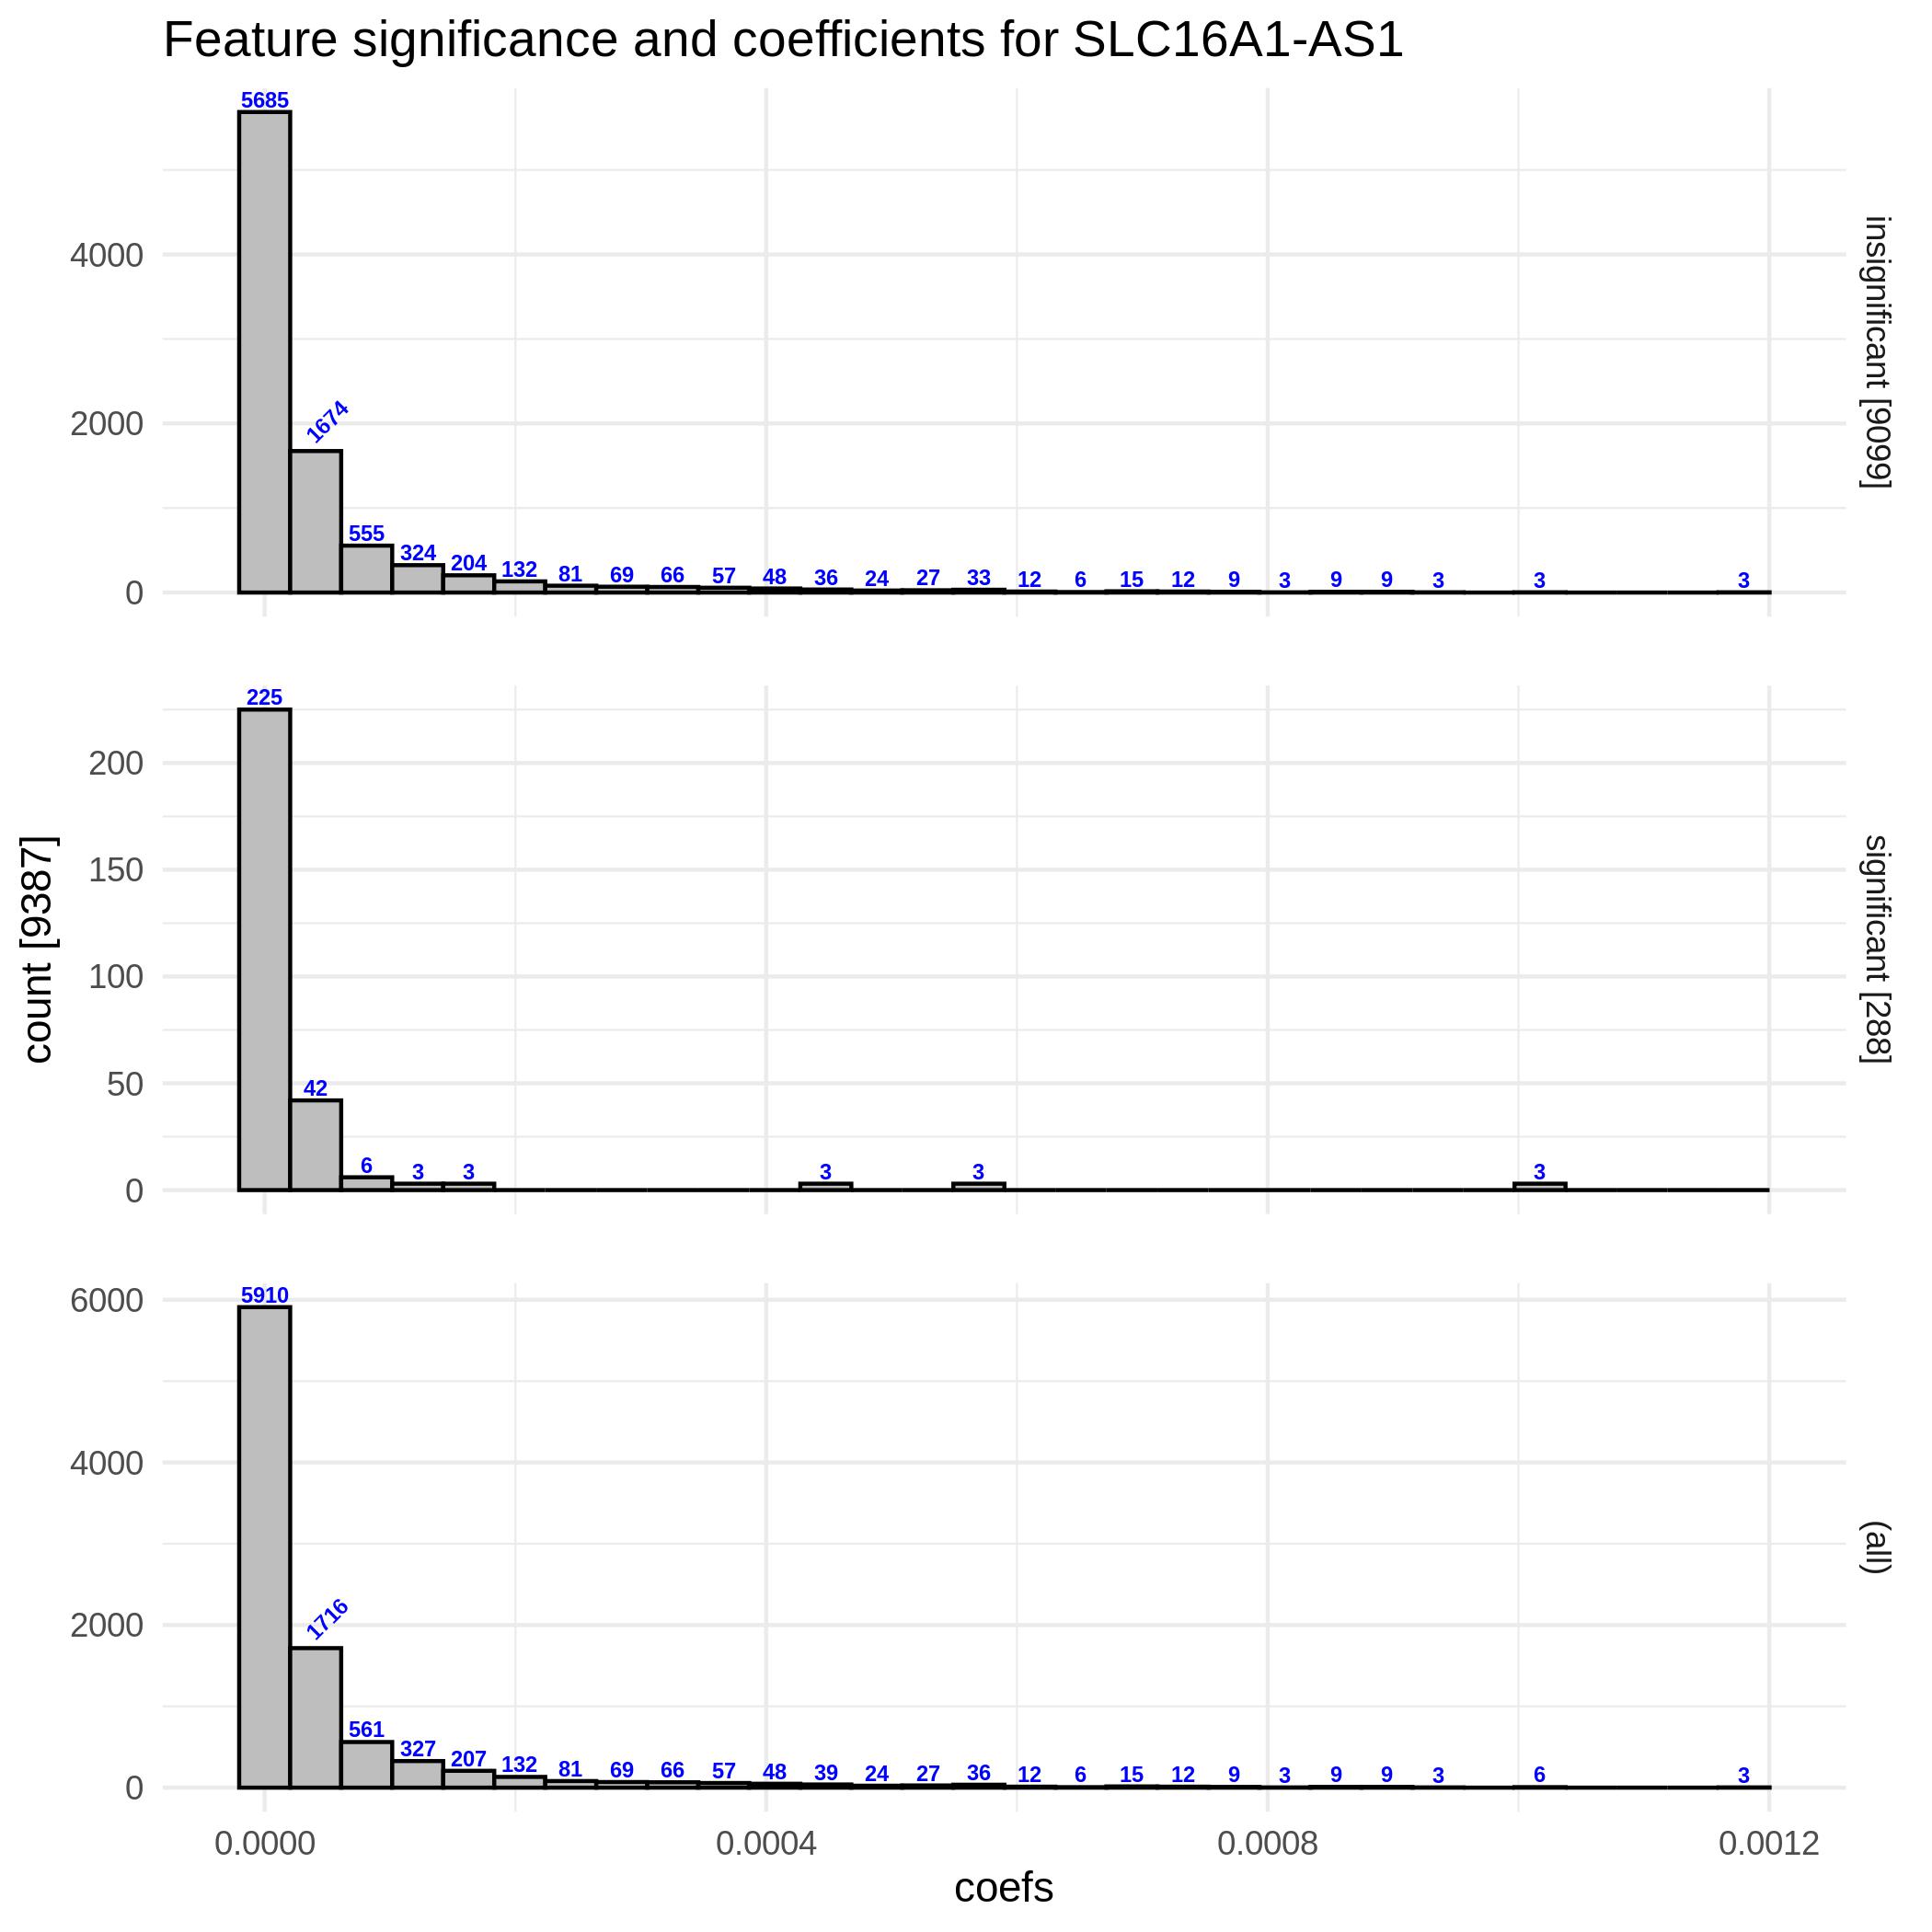 Feature significance and coefficients for SLC16A1-AS1
5685
1674
555 324 204 132 81 69 66 57 48 36 24 27 33 12 6 15 12 9 3 9 9 3 3 3
4000
2000
0
insignificant [9099]
225
42
6 3 3 3 3 3
200
150
100
50
0
significant [288]
count [9387]
5910
1716
561 327 207 132 81 69 66 57 48 39 24 27 36 12 6 15 12 9 3 9 9 3 6 3
6000
4000
2000
0
(all)
0.0000 0.0004 0.0008 0.0012
coefs